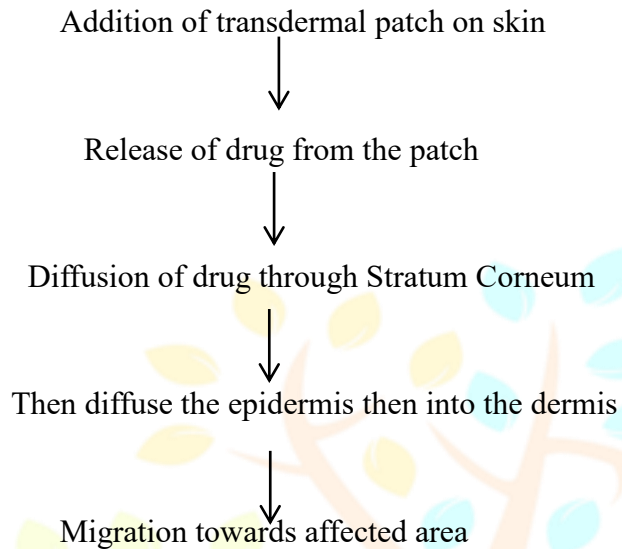 Addition of transdermal patch on skin
Release of drug from the patch
Diffusion of drug through Stratum Corneum
Then diffuse the epidermis then into the dermis
Migration towards affected area